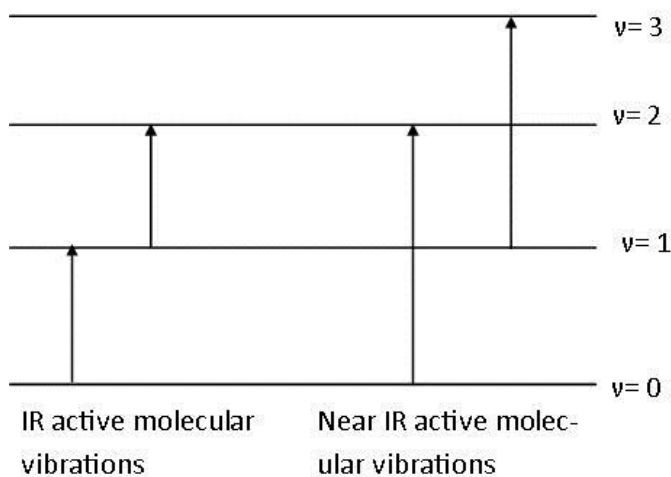 ν= 3
ν= 2
ν= 1
ν= 0
IR active molecular
vibrations
Near IR active molec-
ular vibrations